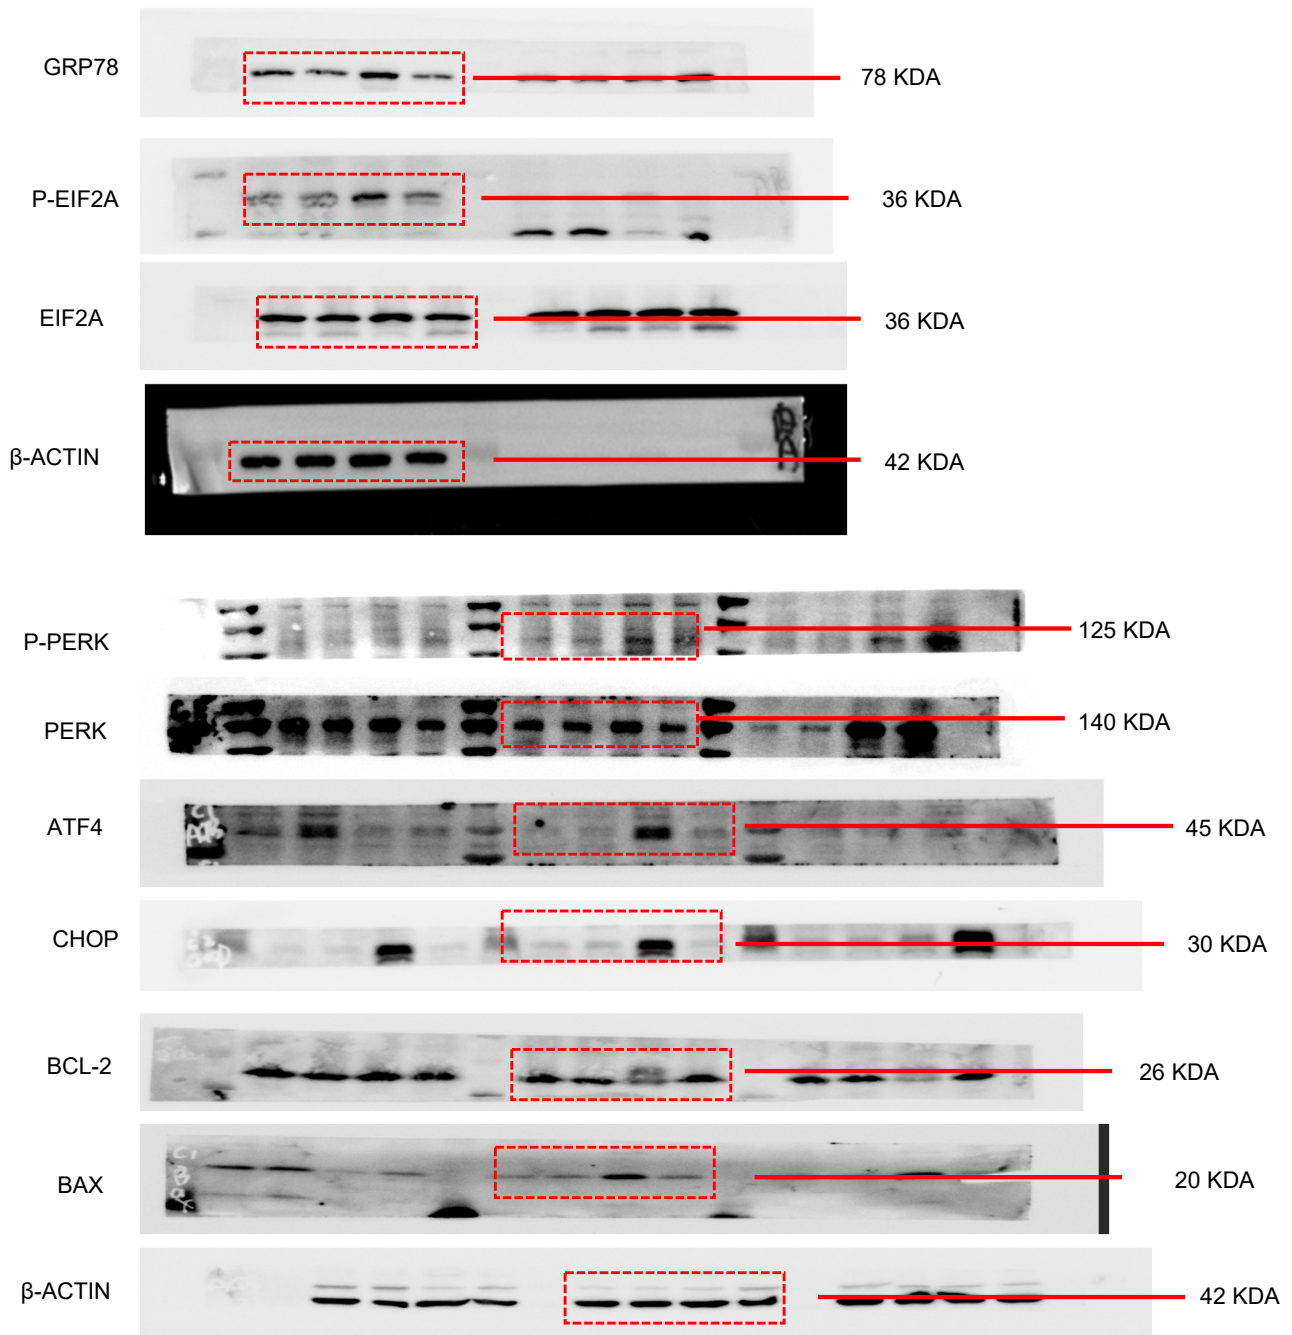 GRP78
78 KDA
P-EIF2A
36 KDA
EIF2A
36 KDA
β-ACTIN
42 KDA
P-PERK
125 KDA
PERK
140 KDA
ATF4
45 KDA
CHOP
30 KDA
BCL-2
26 KDA
BAX
20 KDA
β-ACTIN
42 KDA